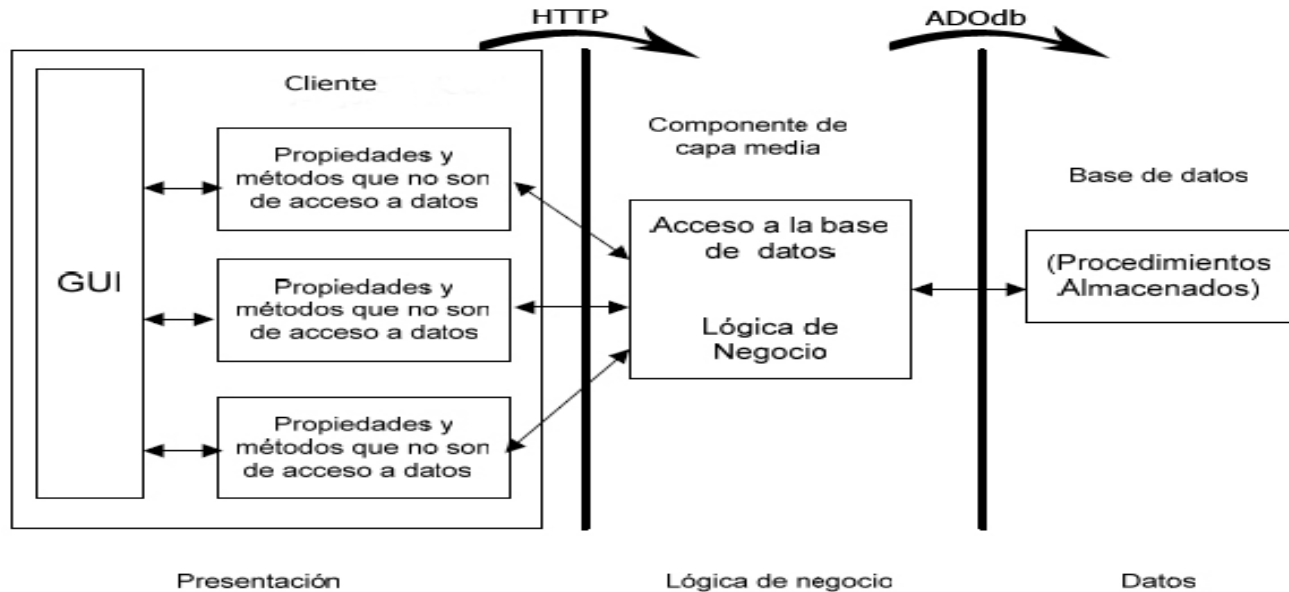 HTTP
ADOdb
Cliente
Propiedades y
métodos que no son
de acceso a datos
Propiedades y
métodos que no son
de acceso a datos
Propiedades y
métodos que no son
de acceso a datos
GUI
Componente de
capa media
Acceso a la base
de datos
Lógica de
Negocio
Base de datos
(Procedimientos
Almacenados)
Presentación
Lógica de negocio
Datos